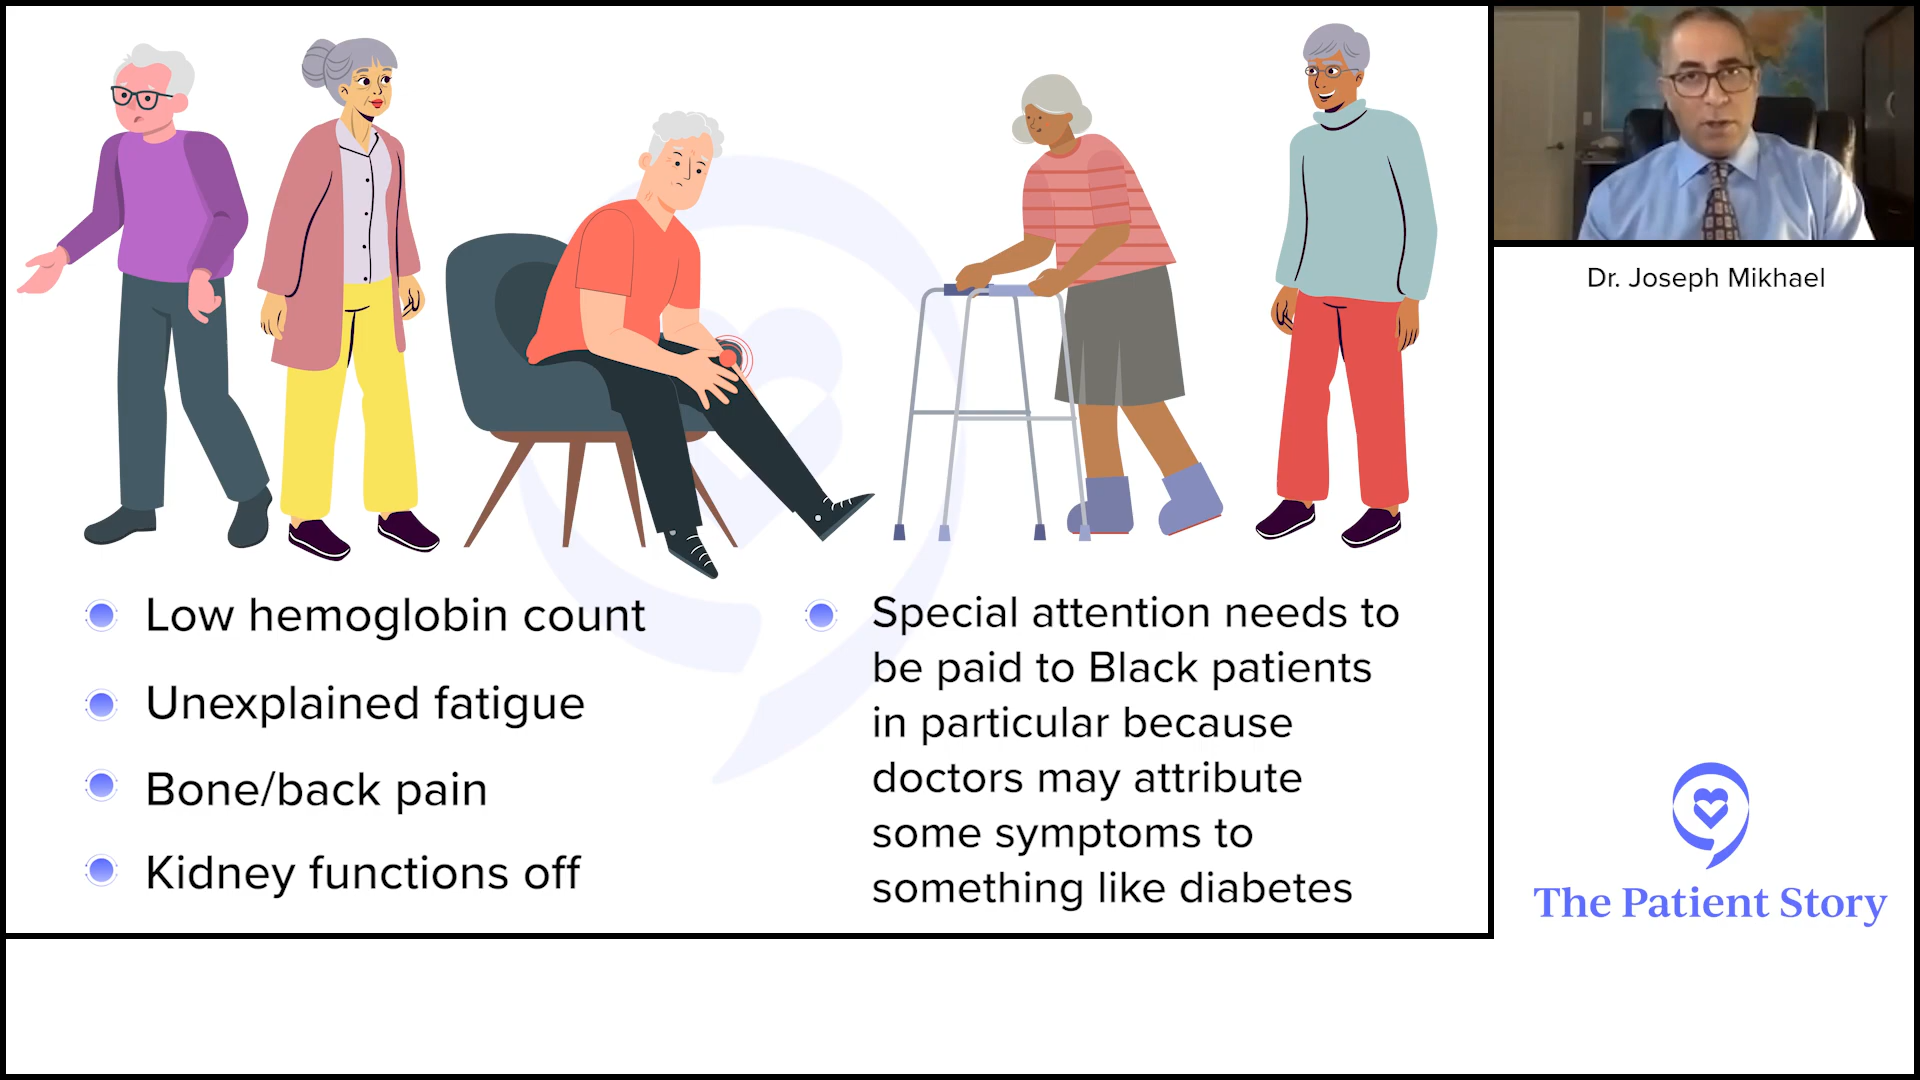 Low hemoglobin count
Unexplained fatigue
Bone/back pain
Kidney functions off
Special attention needs to
be paid to Black patients
in particular because
doctors may attribute
some symptoms to
something like diabetes
Dr. Joseph Mikhael
The Patient Story